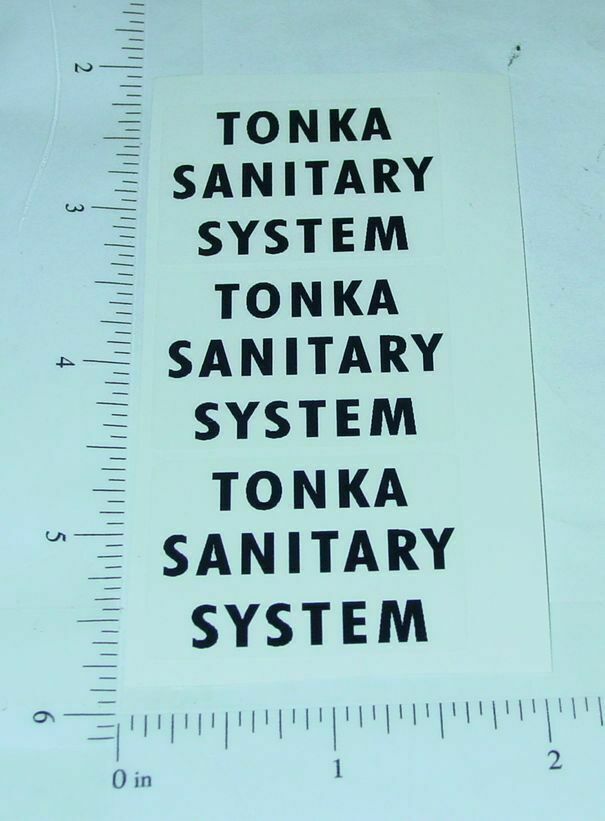 TONKA
SANITARY
SYSTEM
TONKA
SANITARY
SYSTEM
TONKA
SANITARY
SYSTEM
2
3
4
5
6
0 in
1
2